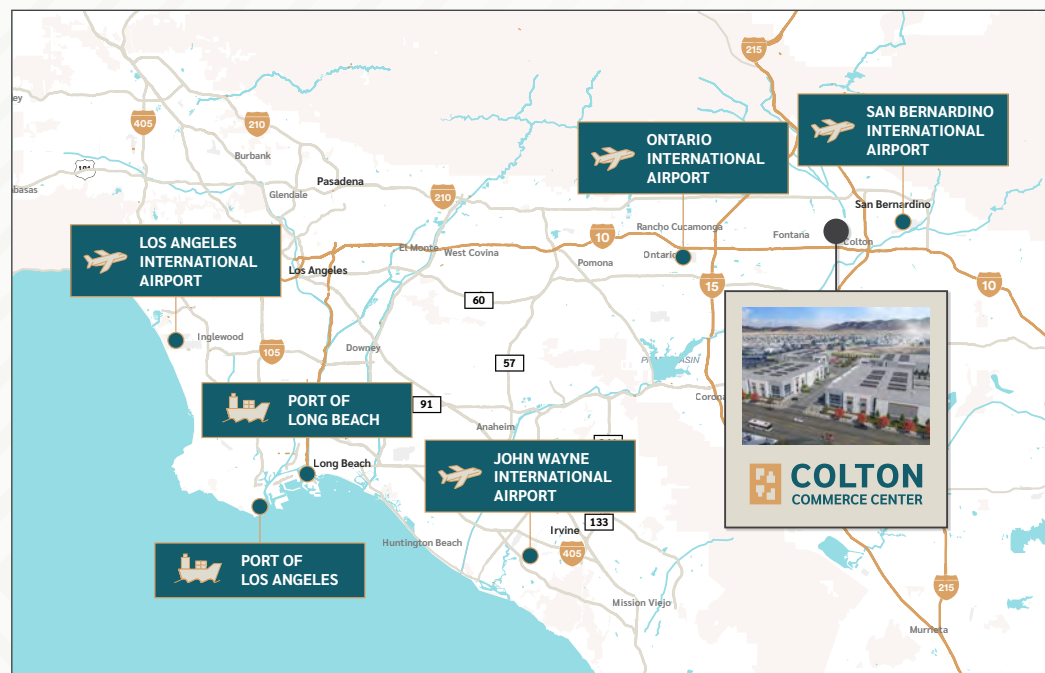 215
SAN BERNARDINO
INTERNATIONAL
AIRPORT
405
210
ONTARIO
INTERNATIONAL
AIRPORT
Burbank
Pasadena
Glendale
210
San Bernardino
Rancho Cucamonga
Fontana
Colton
10
LOS ANGELES
INTERNATIONAL
AIRPORT
El Monte
West Covina
Ontario
Pomona
Los Angeles
15
10
60
Inglewood
105
Downey
57
PORT OF
LONG BEACH
91
Corona
Anaheim
JOHN WAYNE
INTERNATIONAL
AIRPORT
Long Beach
COLTON
COMMERCE CENTER
133
Irvine
405
Huntington Beach
PORT OF
LOS ANGELES
215
Mission Viejo
Murrieta